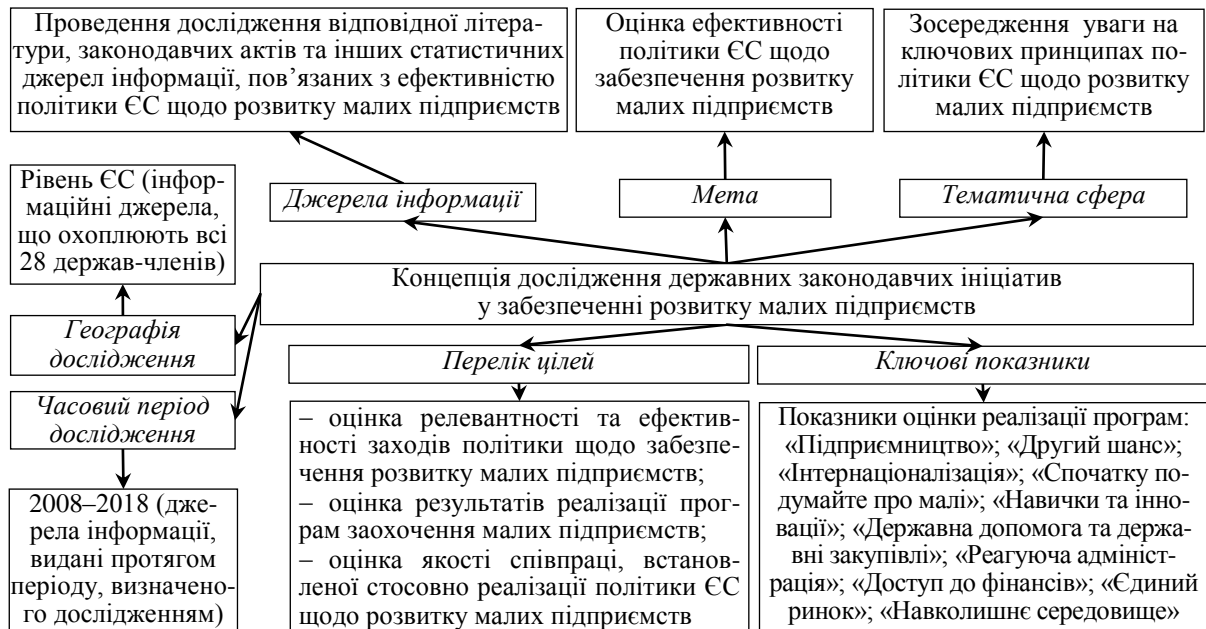 Проведення дослідження відповідної літера-
тури, законодавчих актів та інших статистичних
джерел інформації, пов’язаних з ефективністю
політики ЄС щодо розвитку малих підприємств
Оцінка ефективності
політики ЄС щодо
забезпечення розвитку
малих підприємств
Зосередження уваги на
ключових принципах по-
літики ЄС щодо розвитку
малих підприємств
Рівень ЄС (інфор-
маційні джерела,
що охоплюють всі
28 держав-членів)
Джерела інформації
Мета
Тематична сфера
Концепція дослідження державних законодавчих ініціатив
у забезпеченні розвитку малих підприємств
Географія
дослідження
Перелік цілей
Ключові показники
Часовий період
дослідження
– оцінка релевантності та ефектив-
ності заходів політики щодо забезпе-
чення розвитку малих підприємств;
– оцінка результатів реалізації прог-
рам заохочення малих підприємств;
– оцінка якості співпраці, встанов-
леної стосовно реалізації політики ЄС
щодо розвитку малих підприємств
Показники оцінки реалізації програм:
«Підприємництво»; «Другий шанс»;
«Інтернаціоналізація»; «Спочатку по-
думайте про малі»; «Навички та інно-
вації»; «Державна допомога та держа-
вні закупівлі»; «Реагуюча адмініст-
рація»; «Доступ до фінансів»; «Єдиний
ринок»; «Навколишнє середовище»
2008–2018 (дже-
рела інформації,
видані протягом
періоду, визначено-
го дослідженням)